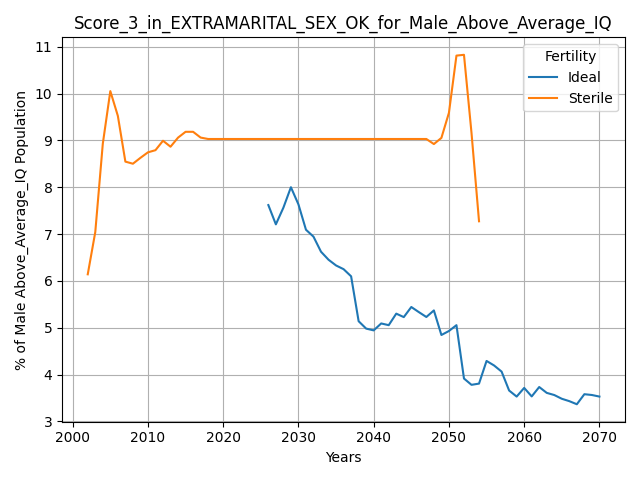 Score_3_in_EXTRAMARITAL_SEX_OK_for_Male_Above_Average_IQ
% of Male Above_Average_IQ Population
11
10
9
8
7
6
5
4
3
Fertility
Ideal
Sterile
2000 2010 2020 2030 2040 2050 2060 2070
Years